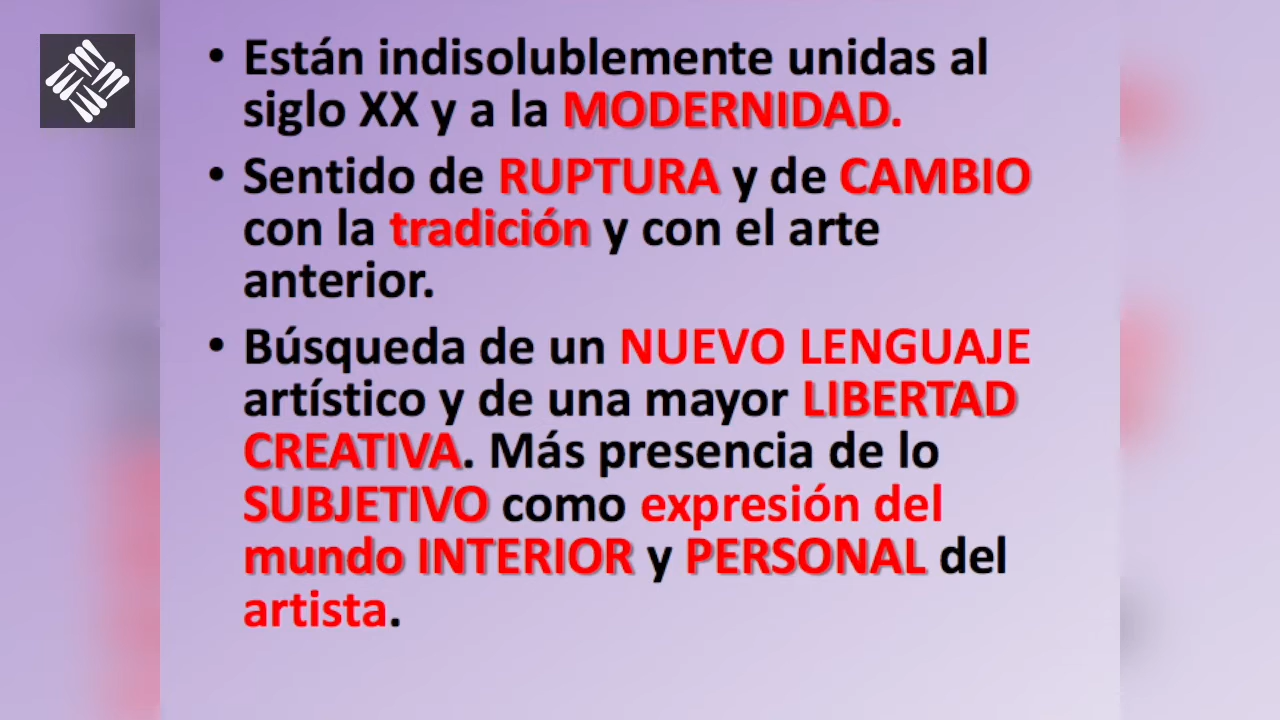 • Están indisolublemente unidas al
siglo XX y a la MODERNIDAD.
• Sentido de RUPTURA y de CAMBIO
con la tradición y con el arte
anterior.
• Búsqueda de un NUEVO LENGUAJE
artístico y de una mayor LIBERTAD
CREATIVA. Más presencia de lo
SUBJETIVO como expresión del
mundo INTERIOR y PERSONAL del
artista.